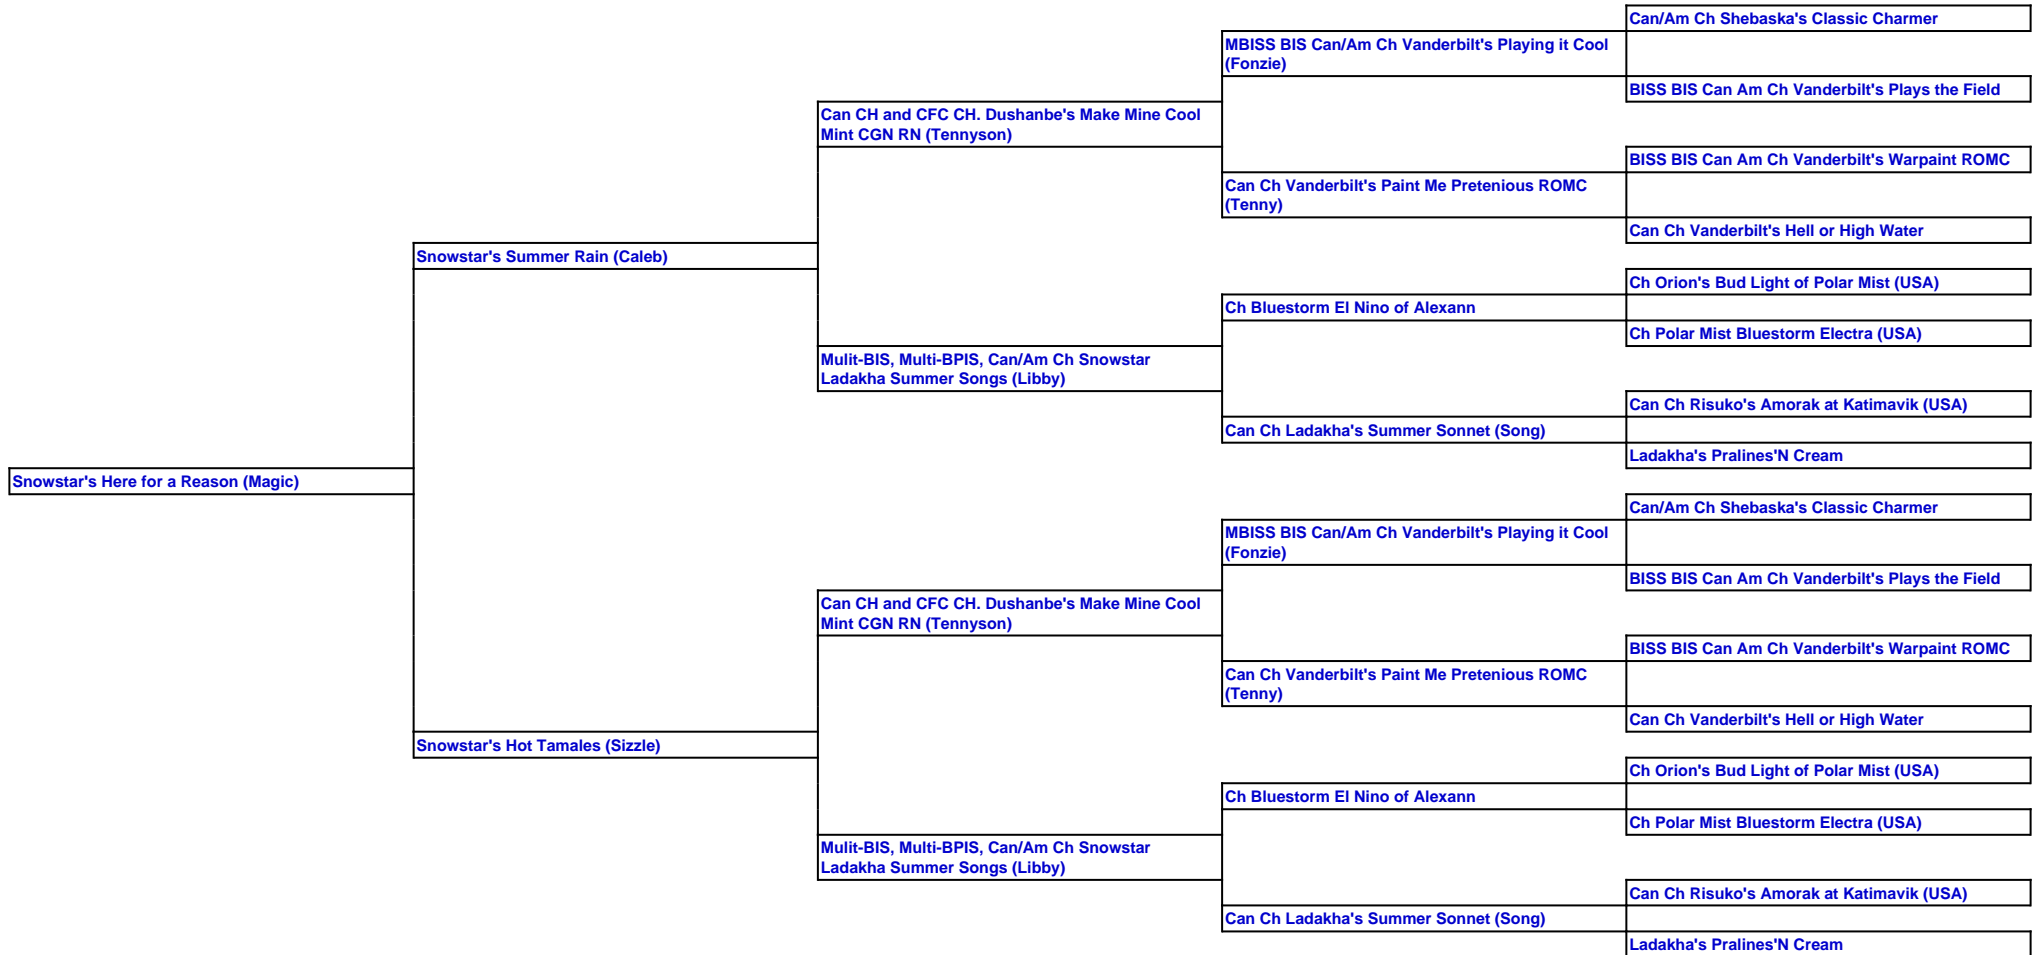 Can/Am Ch Shebaska's Classic Charmer
MBISS BIS Can/Am Ch Vanderbilt's Playing it Cool
(Fonzie)
BISS BIS Can Am Ch Vanderbilt's Plays the Field
Can CH and CFC CH. Dushanbe's Make Mine Cool
Mint CGN RN (Tennyson)
BISS BIS Can Am Ch Vanderbilt's Warpaint ROMC
Can Ch Vanderbilt's Paint Me Pretenious ROMC
(Tenny)
Can Ch Vanderbilt's Hell or High Water
Snowstar's Summer Rain (Caleb)
Ch Orion's Bud Light of Polar Mist (USA)
Ch Bluestorm El Nino of Alexann
Ch Polar Mist Bluestorm Electra (USA)
Mulit-BIS, Multi-BPIS, Can/Am Ch Snowstar
Ladakha Summer Songs (Libby)
Can Ch Risuko's Amorak at Katimavik (USA)
Can Ch Ladakha's Summer Sonnet (Song)
Ladakha's Pralines'N Cream
Snowstar's Here for a Reason (Magic)
Can/Am Ch Shebaska's Classic Charmer
MBISS BIS Can/Am Ch Vanderbilt's Playing it Cool
(Fonzie)
BISS BIS Can Am Ch Vanderbilt's Plays the Field
Can CH and CFC CH. Dushanbe's Make Mine Cool
Mint CGN RN (Tennyson)
BISS BIS Can Am Ch Vanderbilt's Warpaint ROMC
Can Ch Vanderbilt's Paint Me Pretenious ROMC
(Tenny)
Can Ch Vanderbilt's Hell or High Water
Snowstar's Hot Tamales (Sizzle)
Ch Orion's Bud Light of Polar Mist (USA)
Ch Bluestorm El Nino of Alexann
Ch Polar Mist Bluestorm Electra (USA)
Mulit-BIS, Multi-BPIS, Can/Am Ch Snowstar
Ladakha Summer Songs (Libby)
Can Ch Risuko's Amorak at Katimavik (USA)
Can Ch Ladakha's Summer Sonnet (Song)
Ladakha's Pralines'N Cream